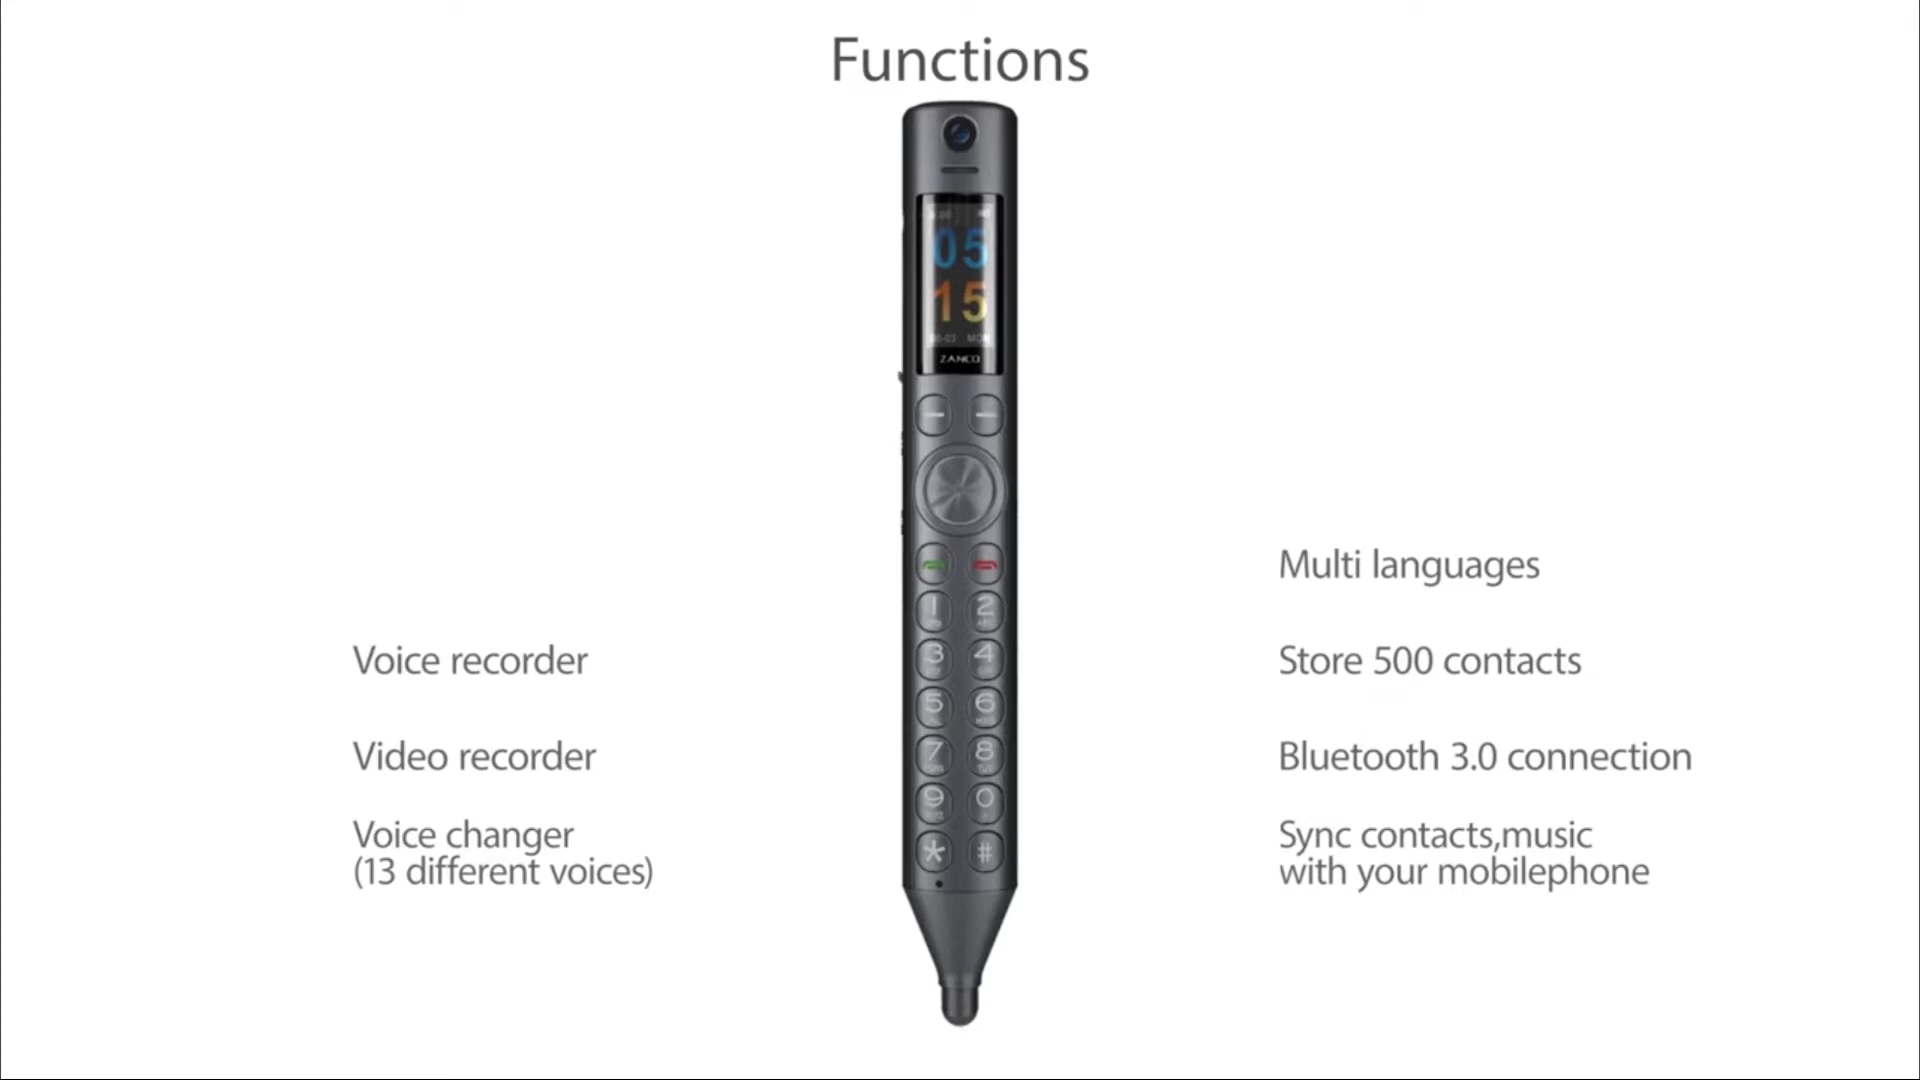 Functions
05
15
ZANCO
1
2
3
4
5
6
7
8
9
0
*
#
Voice recorder
Video recorder
Voice changer
(13 different voices)
Multi languages
Store 500 contacts
Bluetooth 3.0 connection
Sync contacts,music
with your mobilephone